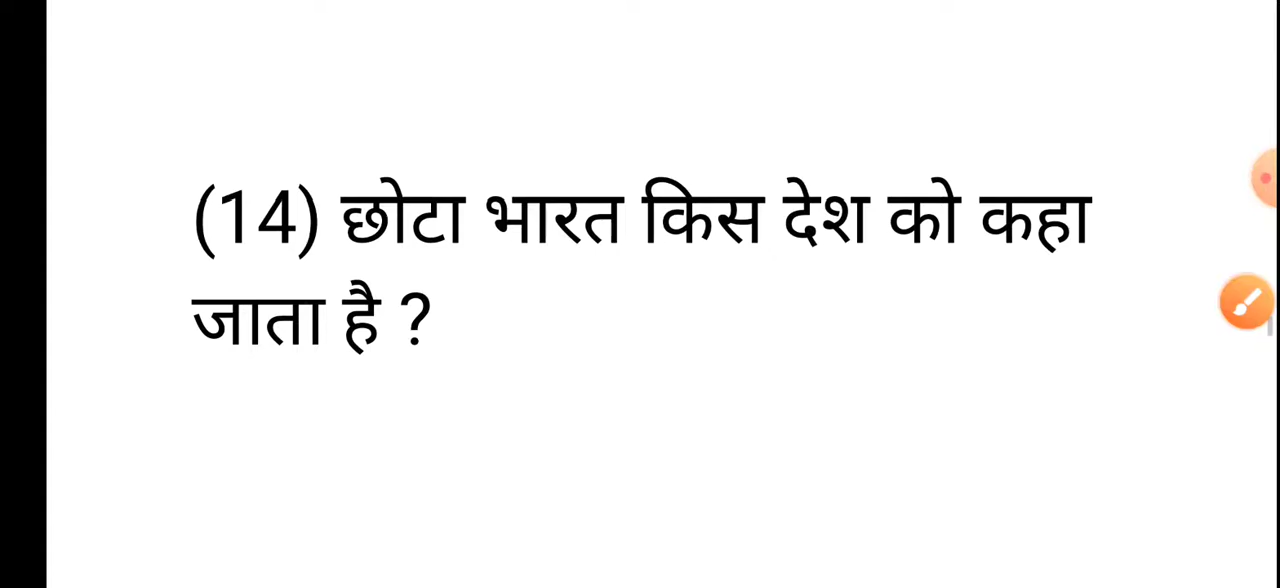 (14) छोटा भारत किस देश को कहा
जाता है ?